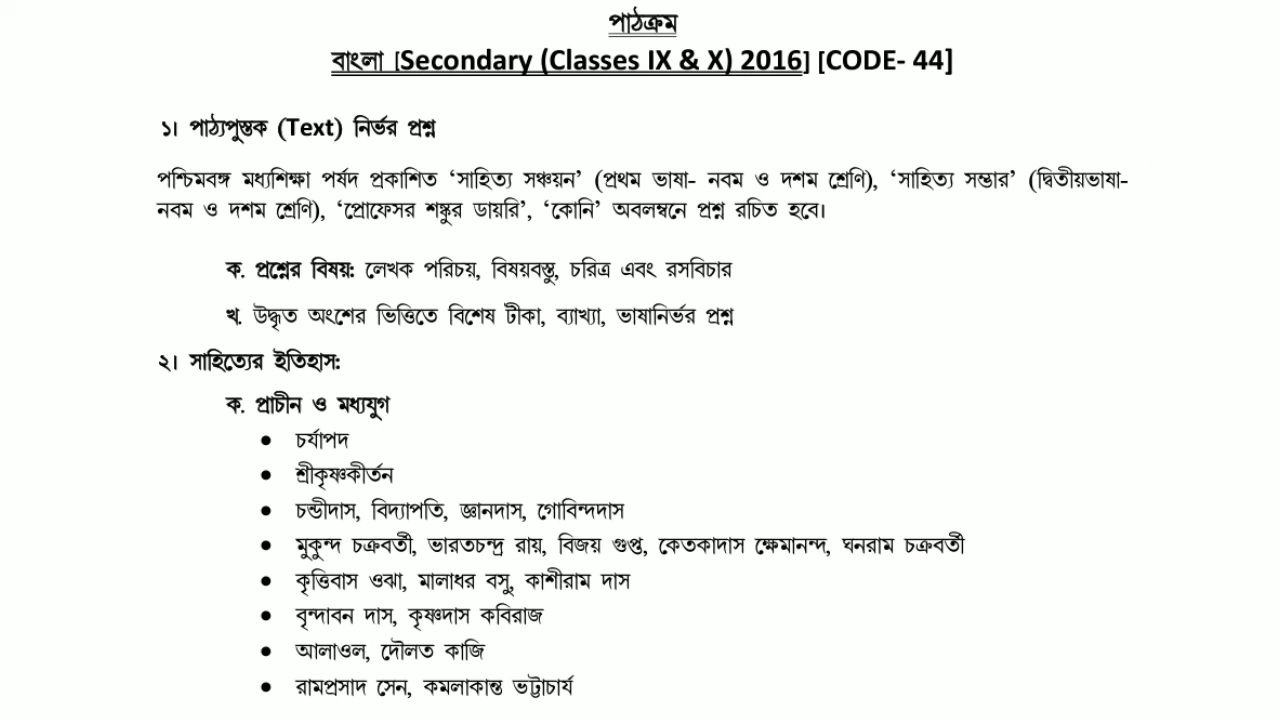 পাঠক্রম
বাংলা [Secondary (Classes IX & X) 2016] [CODE- 44]
১। পাঠ্যপুস্তক (Text) নির্ভর প্রশ্ন
পশ্চিমবঙ্গ মধ্যশিক্ষা পর্ষদ প্রকাশিত ‘সাহিত্য সঞ্চয়ন’ (প্রথম ভাষা- নবম ও দশম শ্রেণি), ‘সাহিত্য সম্ভার’ (দ্বিতীয়ভাষা-
নবম ও দশম শ্রেণি), ‘প্রোফেসর শঙ্কুর ডায়রি’, ‘কোনি’ অবলম্বনে প্রশ্ন রচিত হবে।
ক. প্রশ্নের বিষয়: লেখক পরিচয়, বিষয়বস্তু, চরিত্র এবং রসবিচার
খ. উদ্ধৃত অংশের ভিত্তিতে বিশেষ টীকা, ব্যাখ্যা, ভাষানির্ভর প্রশ্ন
২। সাহিত্যের ইতিহাস:
ক. প্রাচীন ও মধ্যযুগ
• চর্যাপদ
• শ্রীকৃষ্ণকীর্তন
• চন্ডীদাস, বিদ্যাপতি, জ্ঞানদাস, গোবিন্দদাস
• মুকুন্দ চক্রবর্তী, ভারতচন্দ্র রায়, বিজয় গুপ্ত, কেতকাদাস ক্ষেমানন্দ, ঘনরাম চক্রবর্তী
• কৃত্তিবাস ওঝা, মালাধর বসু, কাশীরাম দাস
• বৃন্দাবন দাস, কৃষ্ণদাস কবিরাজ
• আলাওল, দৌলত কাজি
• রামপ্রসাদ সেন, কমলাকান্ত ভট্টাচার্য